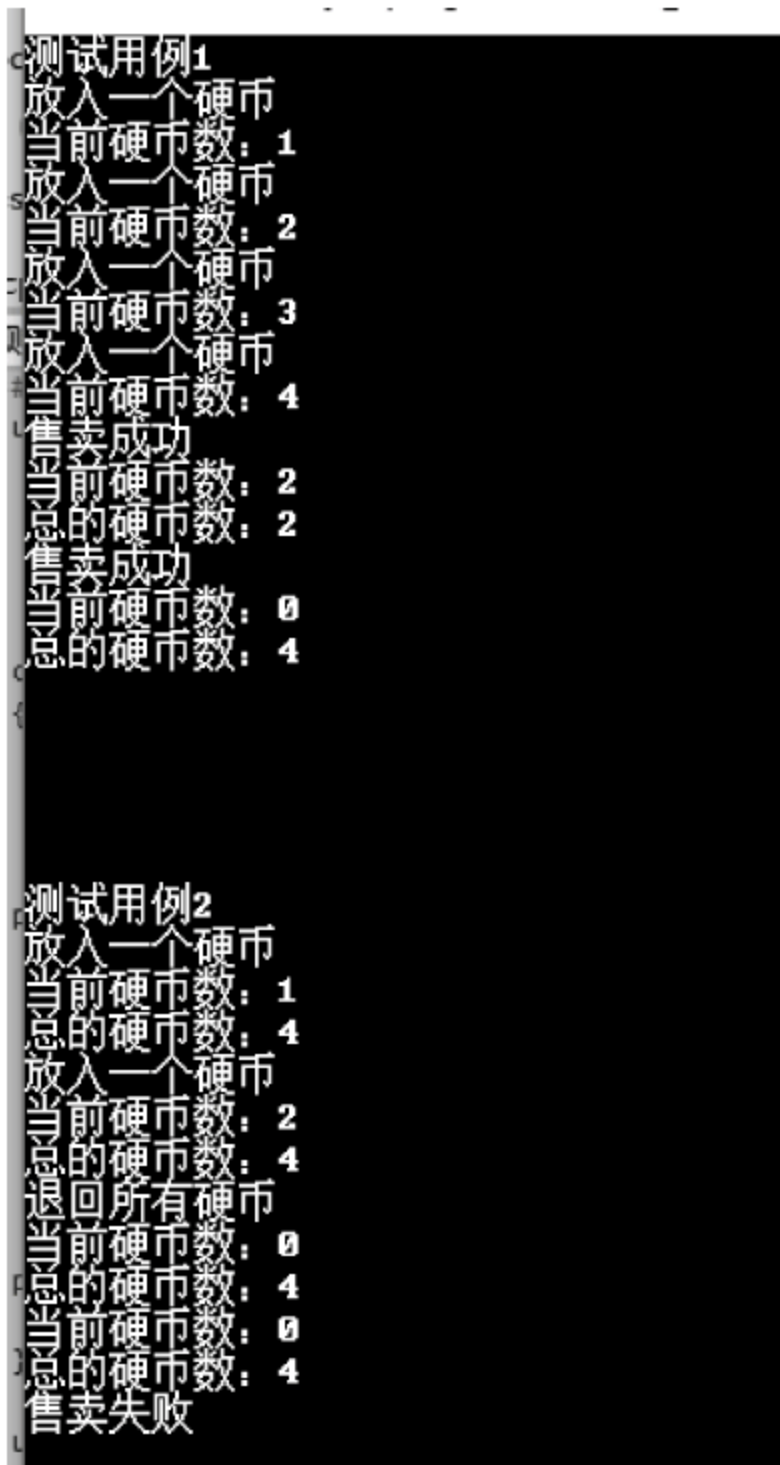 测试用例1
放入一个硬币
当前硬币数：1
放入一个硬币
当前硬币数：2
放入一个硬币
当前硬币数：3
放入一个硬币
当前硬币数：4
售卖成功
当前硬币数：2
总的硬币数：2
售卖成功
当前硬币数：0
总的硬币数：4
测试用例2
放入一个硬币
当前硬币数：1
总的硬币数：4
放入一个硬币
当前硬币数：2
总的硬币数：4
退回所有硬币
当前硬币数：0
总的硬币数：4
当前硬币数：0
总的硬币数：4
售卖失败